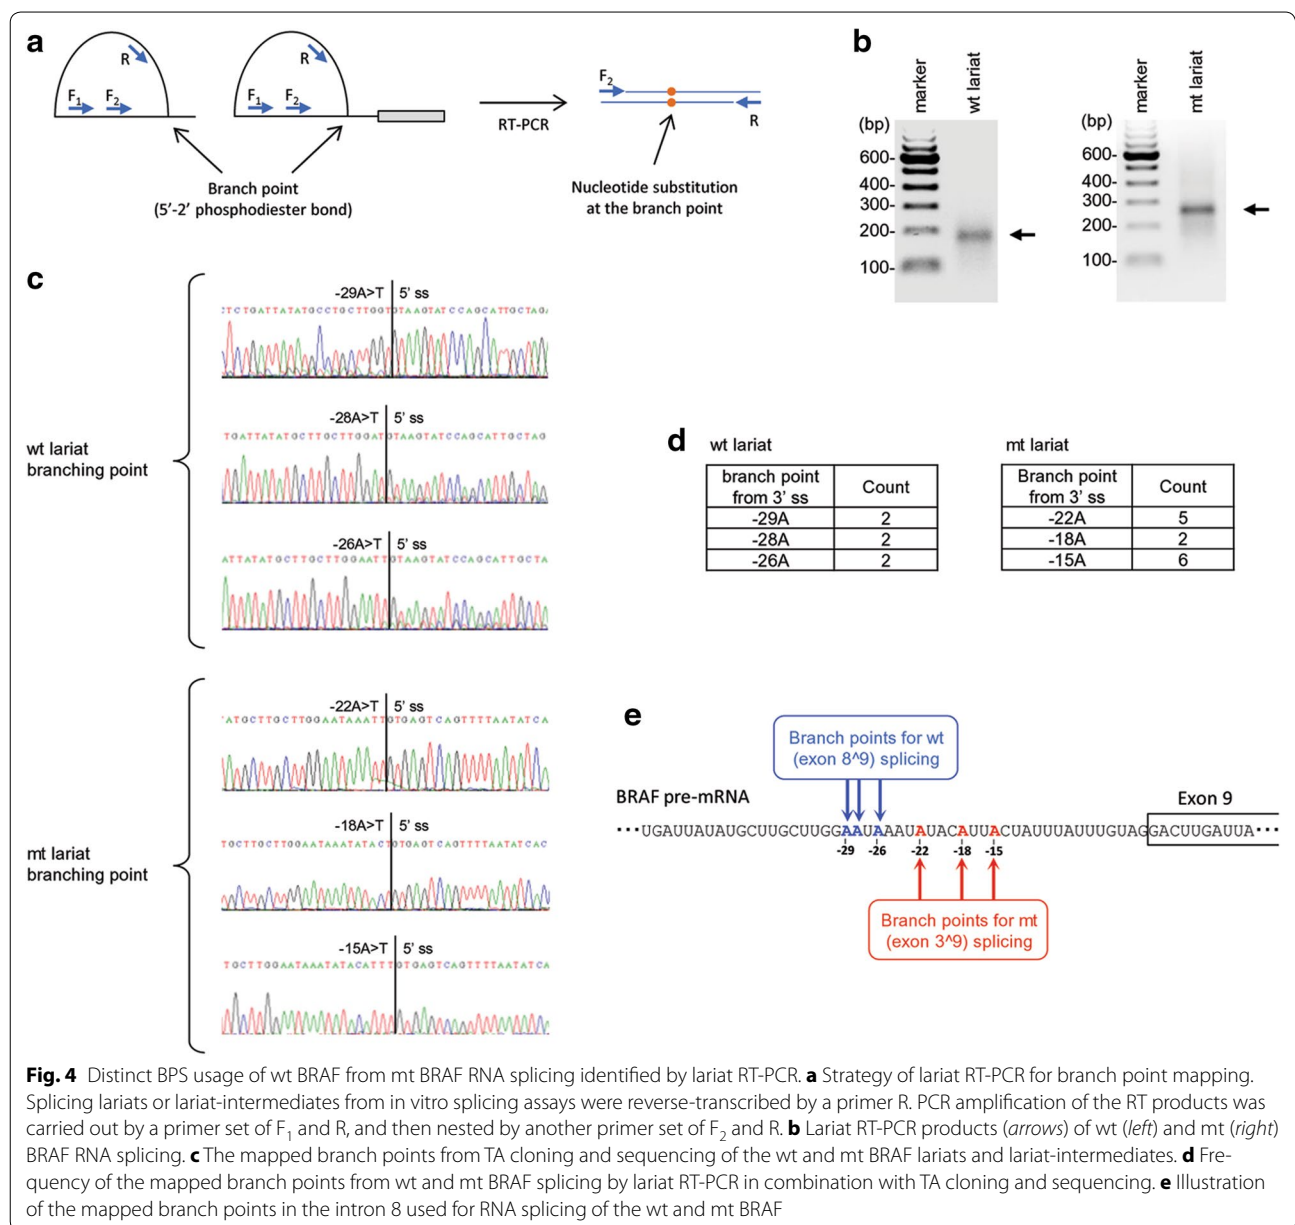 a
R
F1
F2
R
F1
F2
RT-PCR
F2
R
Branch point
(5'-2' phosphodiester bond)
Nucleotide substitution
at the branch point
b
marker
wt lariat
(bp)
600-
400-
300-
200-
100-
marker
mt lariat
(bp)
600-
400-
300-
200-
100-
c
wt lariat
branching point
-29A>T
5' ss
CTCTGATTATATGCCTGCTTGGTGTAAGTATCCAGCATTGCTAG
-28A>T
5' ss
TGATTATATGCTTGCTTGGATGTAAGTATCCAGCATTGCTAG
-26A>T
5' ss
ATTATATGCTTGCTTGGAATTGTAAGTATCCAGCATTGCTA
mt lariat
branching point
-22A>T
5' ss
ATGCTTGCTTGGAATAAATTGTGAGTCAGTTTTAATATCA
-18A>T
5' ss
TGCTTGCTTGGAATAAATATACTGTGAGTCAGTTTTAATATCAC
-15A>T
5' ss
TGCTTGGAATAAATATACATTTGTGAGTCAGTTTTAATATCA
d
wt lariat
branch point from 3' ss Count
-29A 2
-28A 2
-26A 2
mt lariat
Branch point from 3' ss Count
-22A 5
-18A 2
-15A 6
e
Branch points for wt
(exon 8^9) splicing
BRAF pre-mRNA
Exon 9
···UGAUUAUAUGCUUGCUUGGAAUAAAUAUACAUUACUAUUUAUUUGUAGGACUUGAUUA···
-29 -26 -22 -18 -15
Branch points for mt
(exon 3^9) splicing
Fig. 4 Distinct BPS usage of wt BRAF from mt BRAF RNA splicing identified by lariat RT-PCR. a Strategy of lariat RT-PCR for branch point mapping.
Splicing lariats or lariat-intermediates from in vitro splicing assays were reverse-transcribed by a primer R. PCR amplification of the RT products was
carried out by a primer set of F1 and R, and then nested by another primer set of F2 and R. b Lariat RT-PCR products (arrows) of wt (left) and mt (right)
BRAF RNA splicing. c The mapped branch points from TA cloning and sequencing of the wt and mt BRAF lariats and lariat-intermediates. d Fre-
quency of the mapped branch points from wt and mt BRAF splicing by lariat RT-PCR in combination with TA cloning and sequencing. e Illustration
of the mapped branch points in the intron 8 used for RNA splicing of the wt and mt BRAF